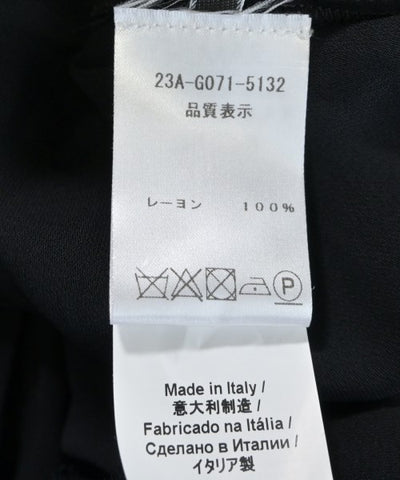 23A-G071-5132
品質表示
レーヨン 100%
P
Made in Italy /
意大利制造 /
Fabricado na Itália /
Сделано в Италии /
イタリア製